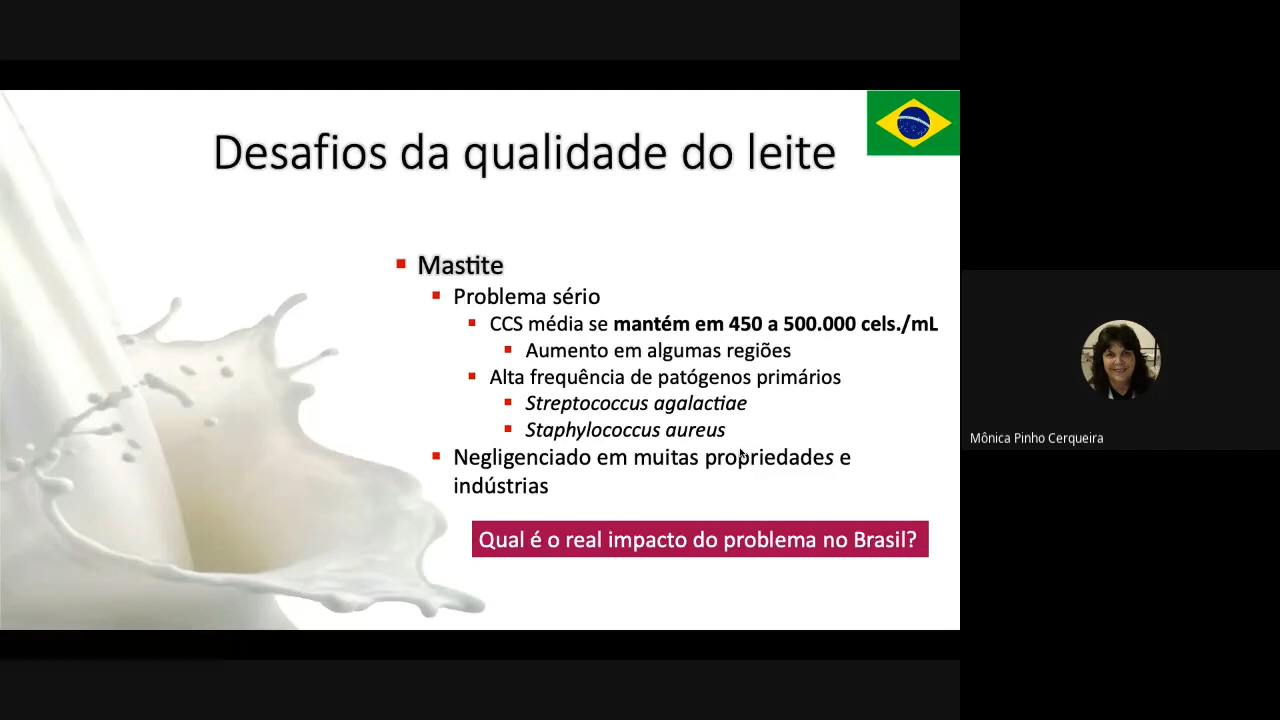 Desafios da qualidade do leite
Mastite
Problema sério
CCS média se mantém em 450 a 500.000 cels./mL
Aumento em algumas regiões
Alta frequência de patógenos primários
Streptococcus agalactiae
Staphylococcus aureus
Negligenciado em muitas propriedades e
indústrias
Qual é o real impacto do problema no Brasil?
Mônica Pinho Cerqueira